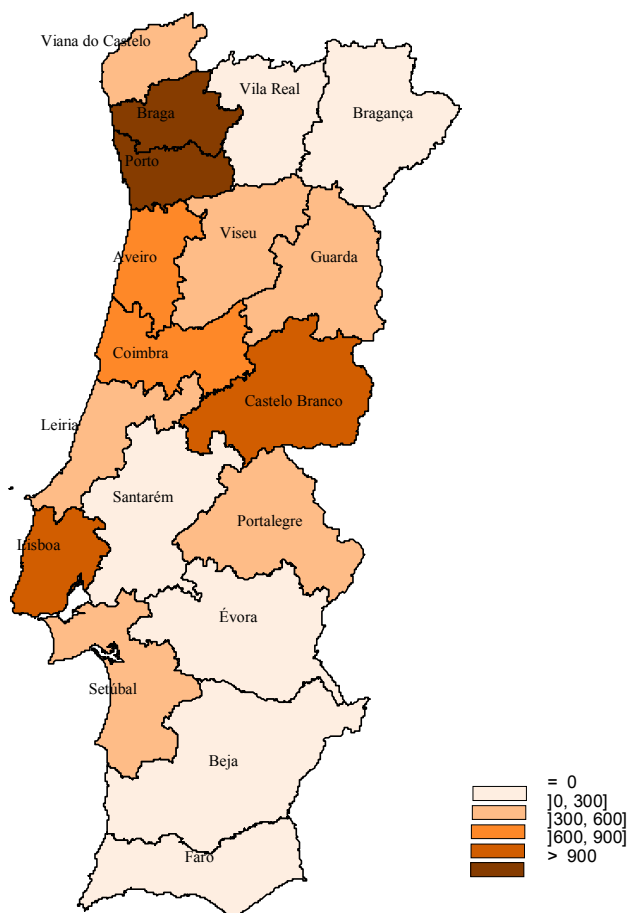 Viana do Castelo
Vila Real
Braga
Bragança
Porto
Viseu
Aveiro
Guarda
Coimbra
Castelo Branco
Leiria
Santarém
Portalegre
Lisboa
Évora
Setúbal
Beja
Faro
= 0
]0, 300]
]300, 600]
]600, 900]
> 900